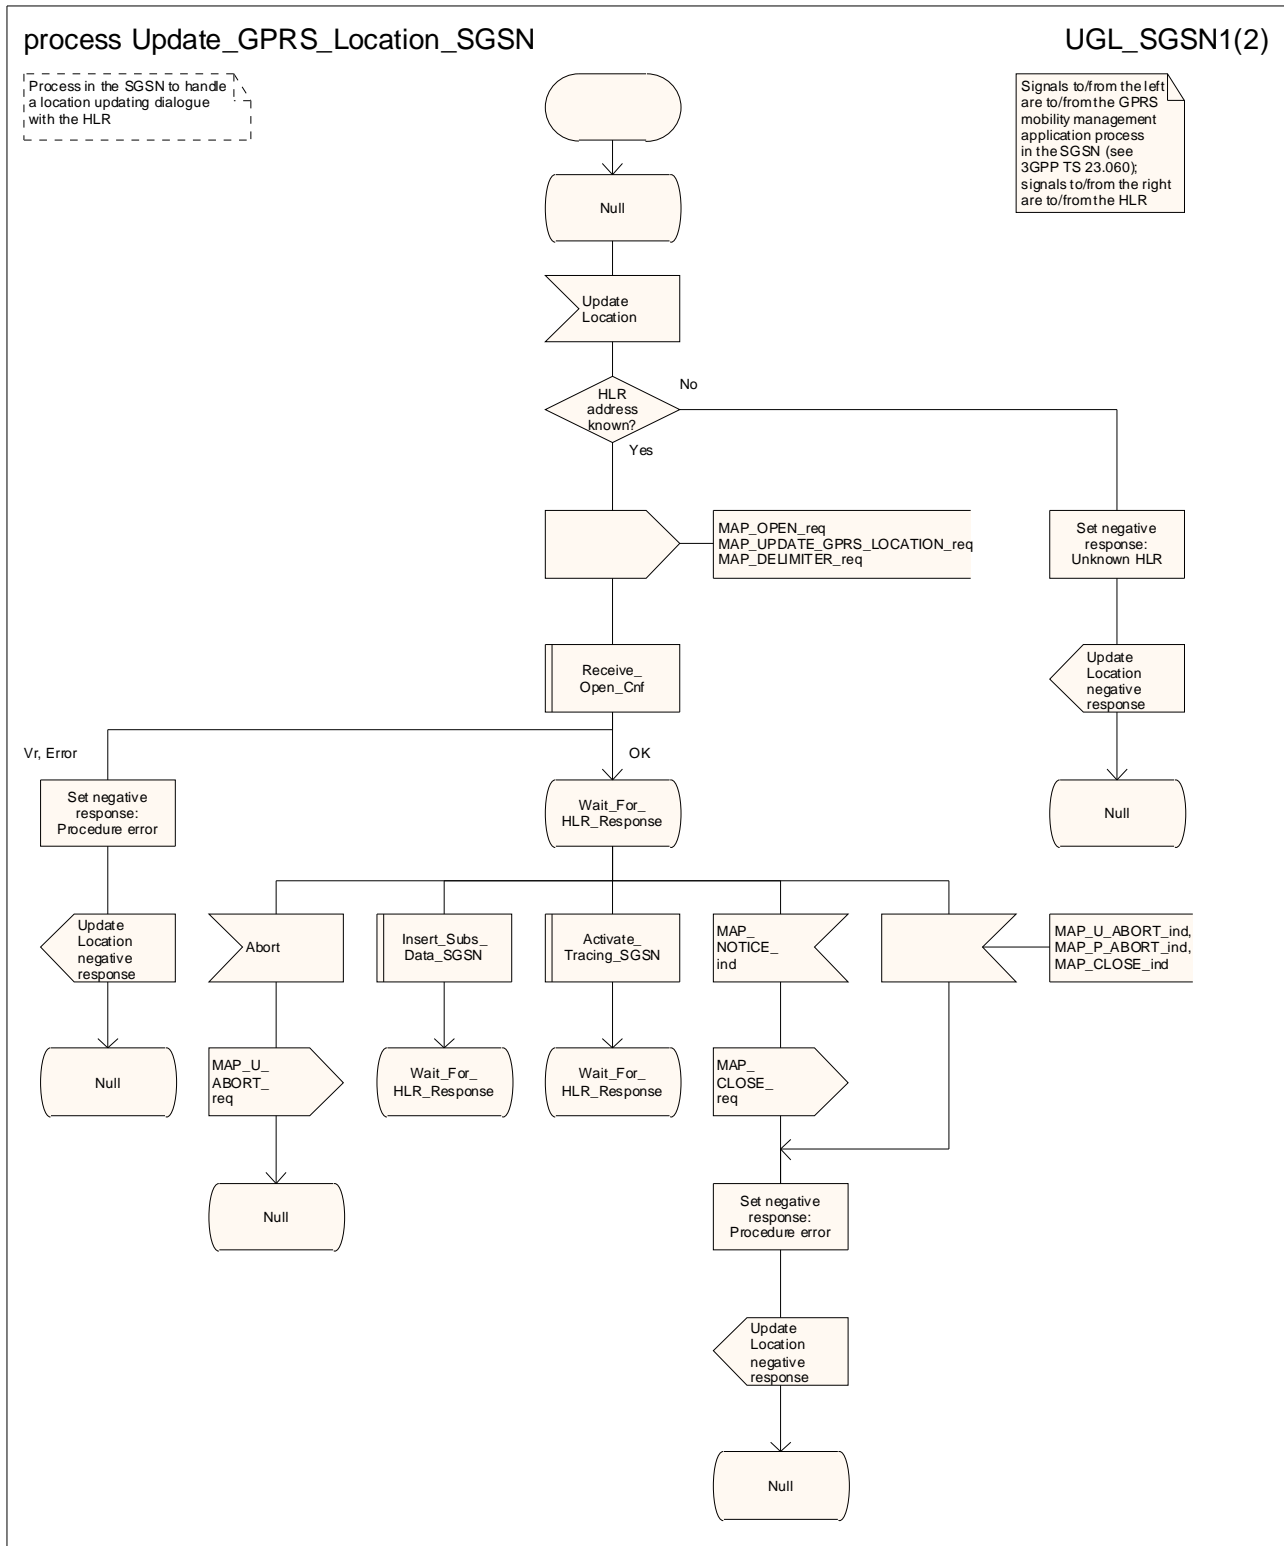 process Update_GPRS_Location_SGSN
UGL_SGSN1(2)
Process in the SGSN to handle
a location updating dialogue
with the HLR
Signals to/from the left
are to/from the GPRS
mobility management
application process
in the SGSN (see
3GPP TS 23.060);
signals to/from the right
are to/from the HLR
Null
Update
Location
HLR
address
known?
No
Yes
MAP_OPEN_req
MAP_UPDATE_GPRS_LOCATION_req
MAP_DELIMITER_req
Set negative
response:
Unknown HLR
Receive_
Open_Cnf
Update
Location
negative
response
Vr, Error
OK
Set negative
response:
Procedure error
Wait_For_
HLR_Response
Null
Update
Location
negative
response
Abort
Insert_Subs_
Data_SGSN
Activate_
Tracing_SGSN
MAP_
NOTICE_
ind
MAP_U_ABORT_ind,
MAP_P_ABORT_ind,
MAP_CLOSE_ind
Null
MAP_U_
ABORT_
req
Wait_For_
HLR_Response
Wait_For_
HLR_Response
MAP_
CLOSE_
req
Null
Set negative
response:
Procedure error
Update
Location
negative
response
Null